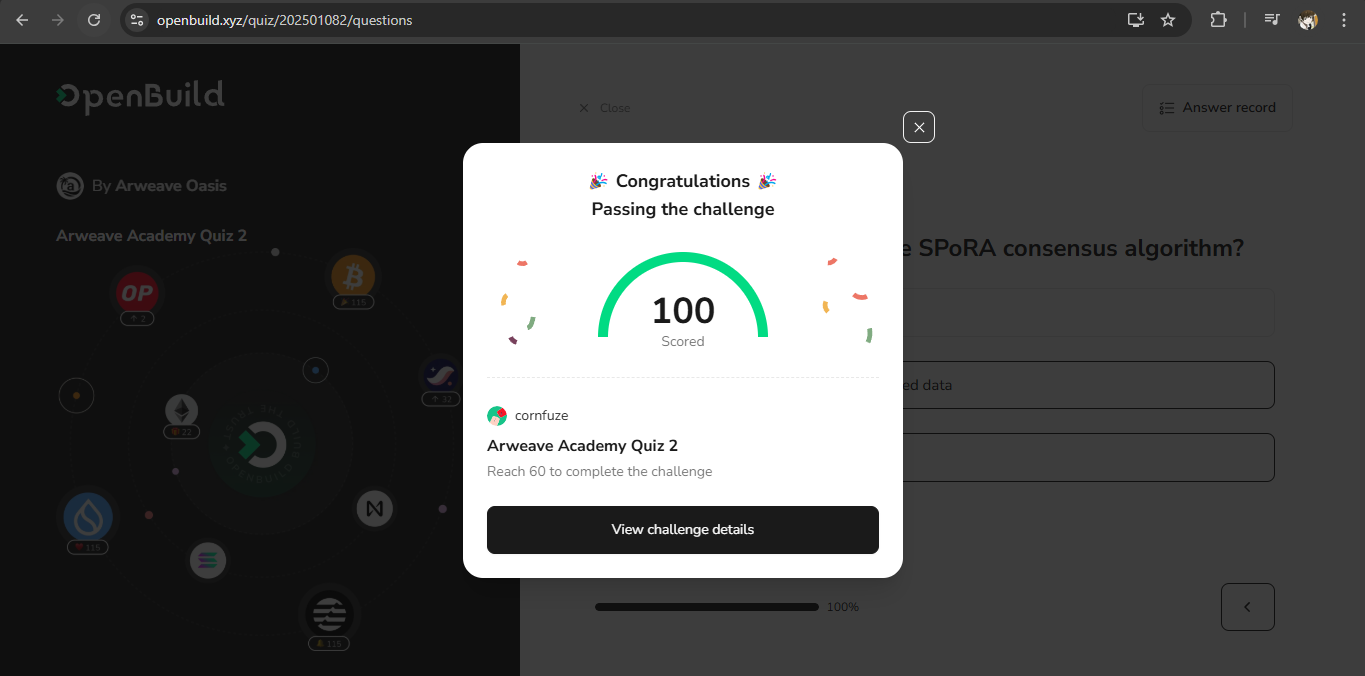 openbuild.xyz/quiz/202501082/questions
OpenBuild
By Arweave Oasis
Arweave Academy Quiz 2
OP
2
115
32
22
115
115
Close
Answer record
e SPoRA consensus algorithm?
ed data
100%
🎉 Congratulations 🎉
Passing the challenge
100
Scored
cornfuze
Arweave Academy Quiz 2
Reach 60 to complete the challenge
View challenge details